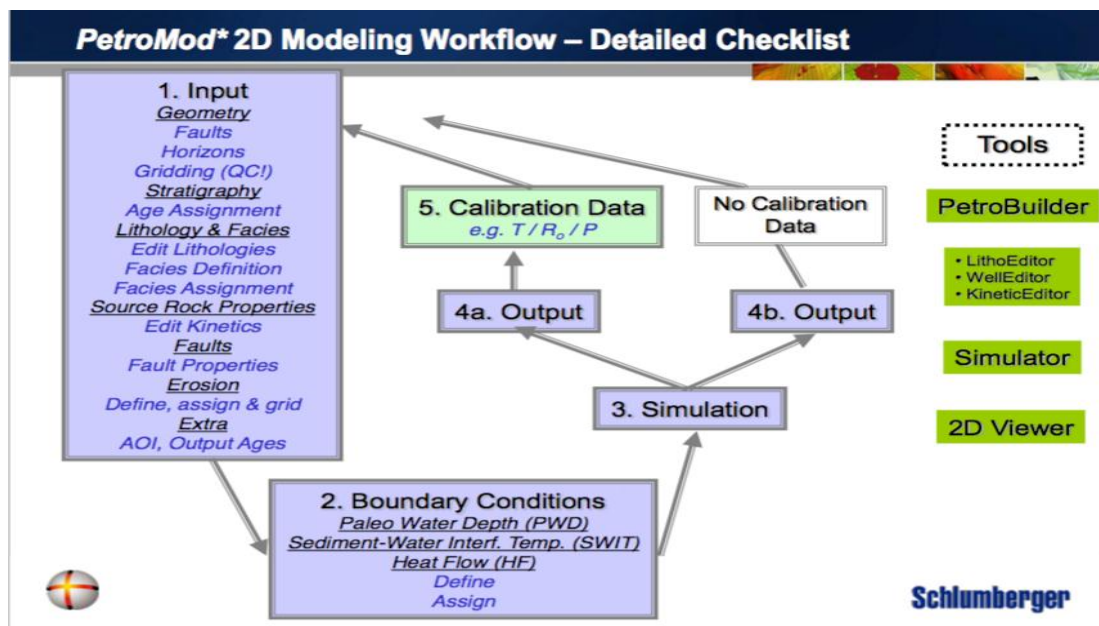 PetroMod* 2D Modeling Workflow – Detailed Checklist
1. Input
Geometry
Faults
Horizons
Gridding (QC!)
Stratigraphy
Age Assignment
Lithology & Facies
Edit Lithologies
Facies Definition
Facies Assignment
Source Rock Properties
Edit Kinetics
Faults
Fault Properties
Erosion
Define, assign & grid
Extra
AOI, Output Ages
2. Boundary Conditions
Paleo Water Depth (PWD)
Sediment-Water Interf. Temp. (SWIT)
Heat Flow (HF)
Define
Assign
3. Simulation
4a. Output
4b. Output
5. Calibration Data
e.g. T / Ro / P
No Calibration
Data
Tools
PetroBuilder
• LithoEditor
• WellEditor
• KineticEditor
Simulator
2D Viewer
Schlumberger